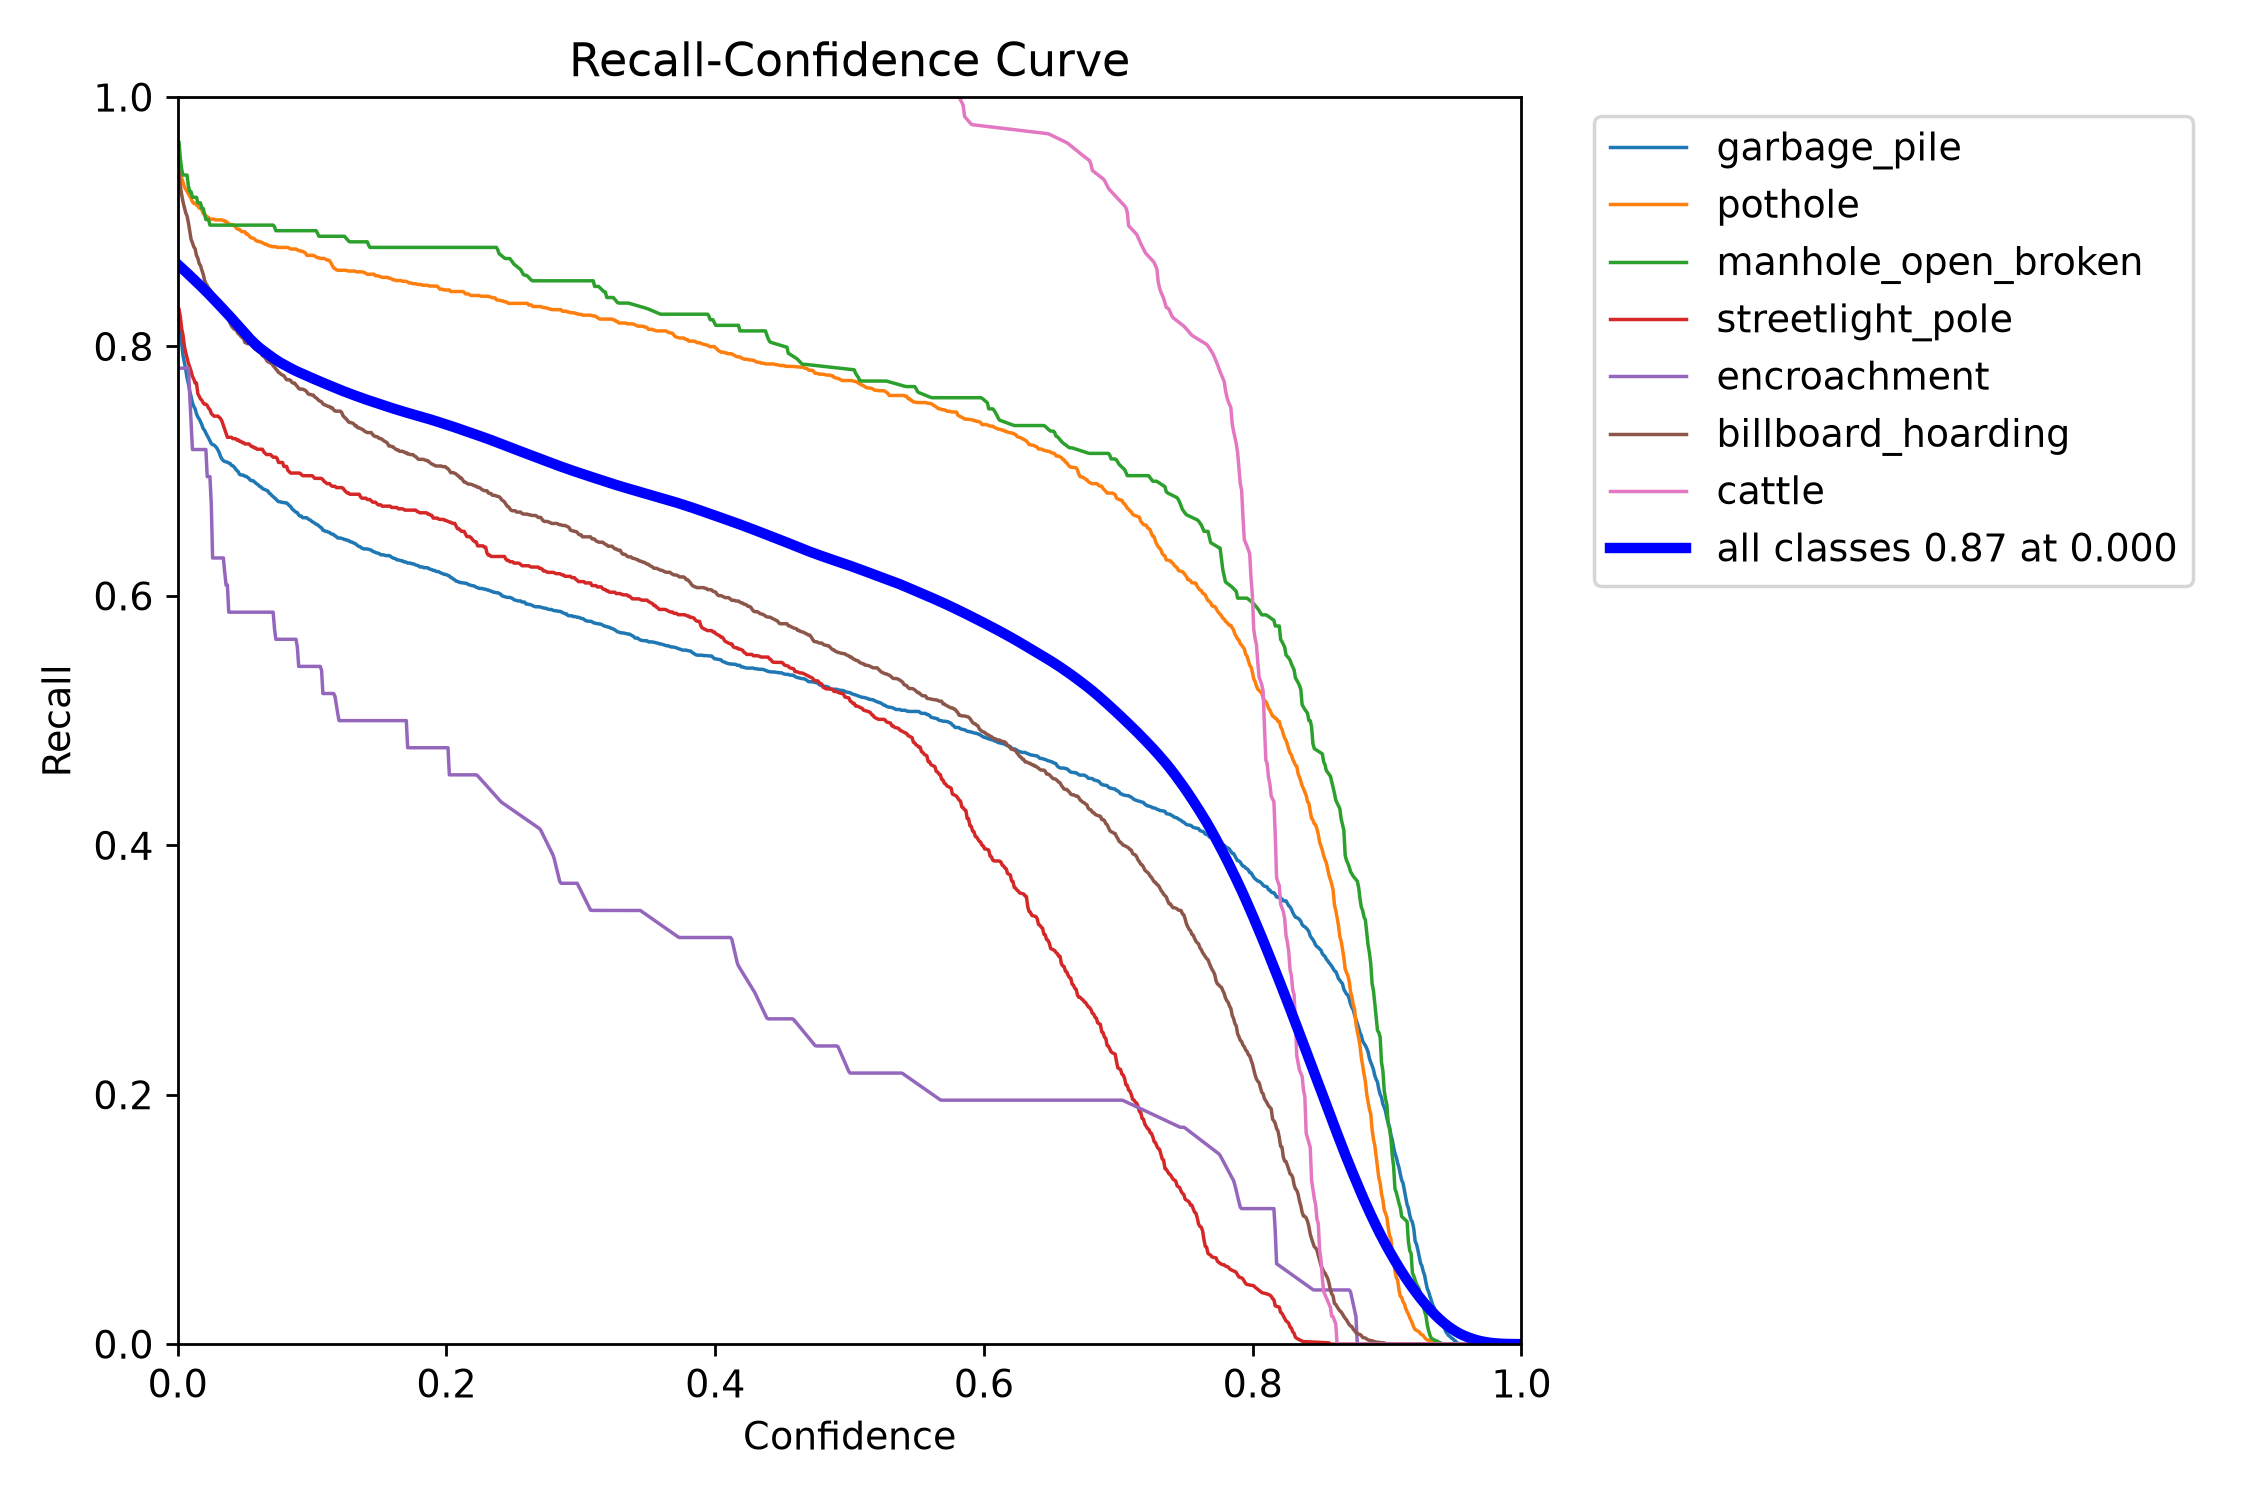 Recall-Confidence Curve
1.0
0.8
0.6
0.4
0.2
0.0
Recall
0.0 0.2 0.4 0.6 0.8 1.0
Confidence
garbage_pile
pothole
manhole_open_broken
streetlight_pole
encroachment
billboard_hoarding
cattle
all classes 0.87 at 0.000